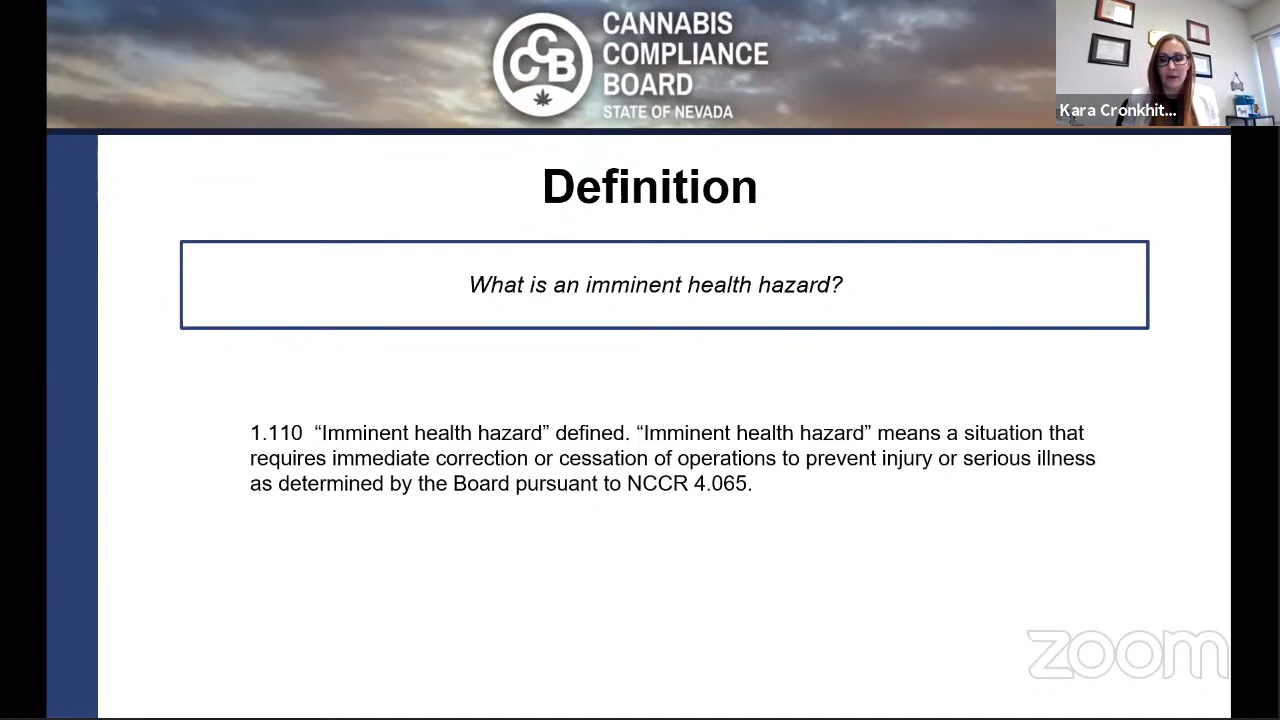 CCB
CANNABIS
COMPLIANCE
BOARD
STATE OF NEVADA
Kara Cronkhit...
Definition
What is an imminent health hazard?
1.110 “Imminent health hazard” defined. “Imminent health hazard” means a situation that
requires immediate correction or cessation of operations to prevent injury or serious illness
as determined by the Board pursuant to NCCR 4.065.
zoom